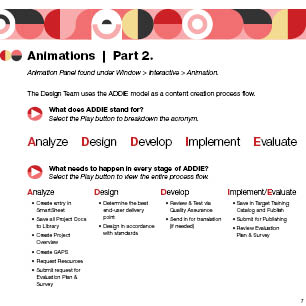 Animations | Part 2.
Animation Panel found under Window > Interactive > Animation.
The Design Team uses the ADDIE model as a content creation process flow.
What does ADDIE stand for?
Select the Play button to breakdown the acronym.
Analyze Design Develop Implement Evaluate
What needs to happen in every stage of ADDIE?
Select the Play button to view the entire process flow.
Analyze
• Create entry in
SmartSheet
• Save all Project Docs
to Library
• Create Project
Overview
• Create GAPS
• Request Resources
• Submit request for
Evaluation Plan &
Survey
Design
• Determine the best
end-user delivery
point
• Design in accordance
with standards
Develop
• Review & Test via
Quality Assurance
• Send in for translation
(if needed)
Implement/Evaluate
• Save in Target Training
Catalog and Publish
• Submit for Publishing
• Review Evaluation
Plan & Survey
7